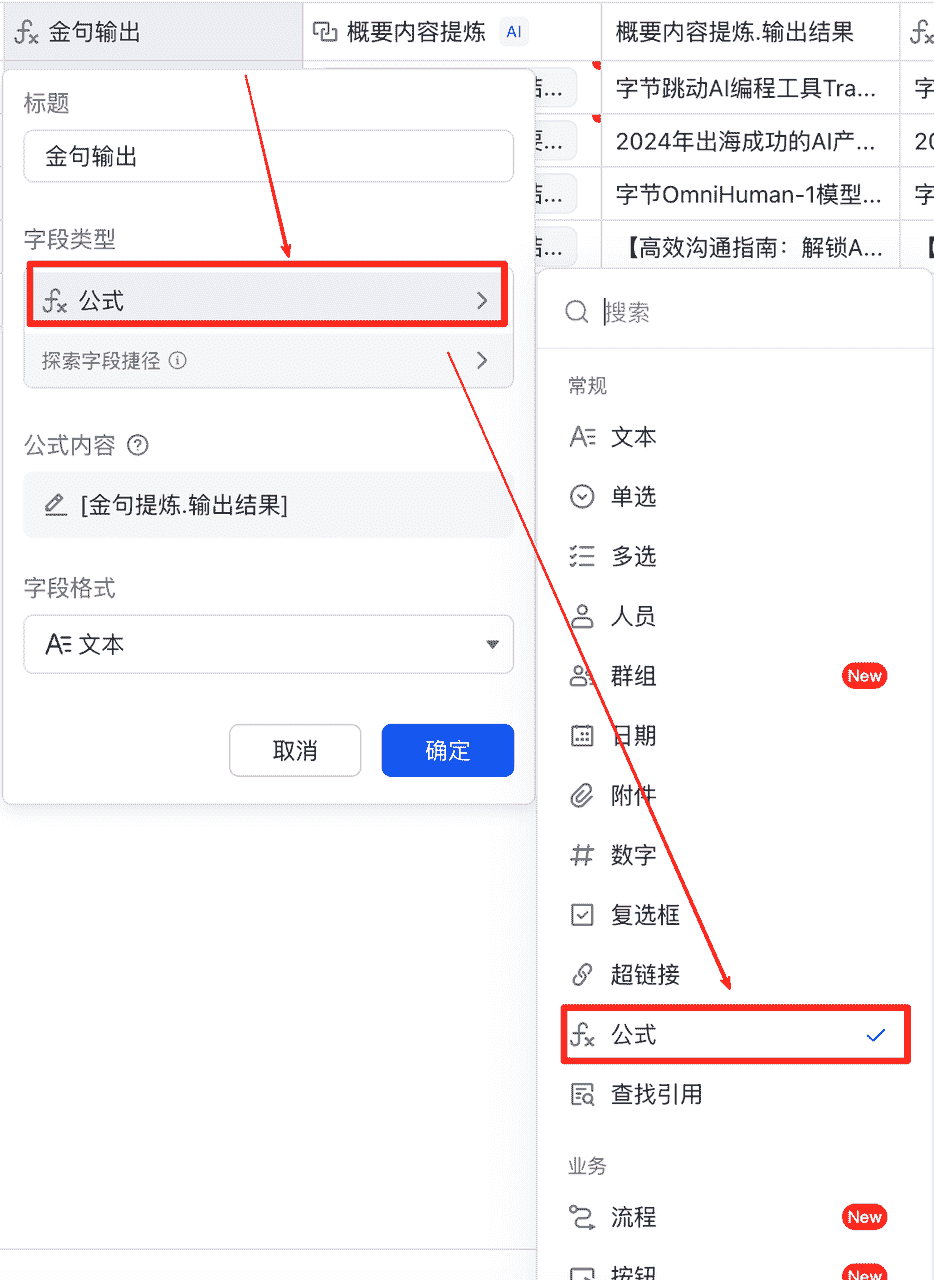 金句输出
概要内容提炼 AI
概要内容提炼.输出结果
字节跳动AI编程工具Tra...
字
2024年出海成功的AI产...
20
字节OmniHuman-1模型...
字
【高效沟通指南：解锁A...
标题
金句输出
字段类型
公式
探索字段捷径
公式内容
[金句提炼.输出结果]
字段格式
文本
取消
确定
搜索
常规
文本
单选
多选
人员
群组 New
日期
附件
数字
复选框
超链接
公式
查找引用
业务
流程 New
按钮 New